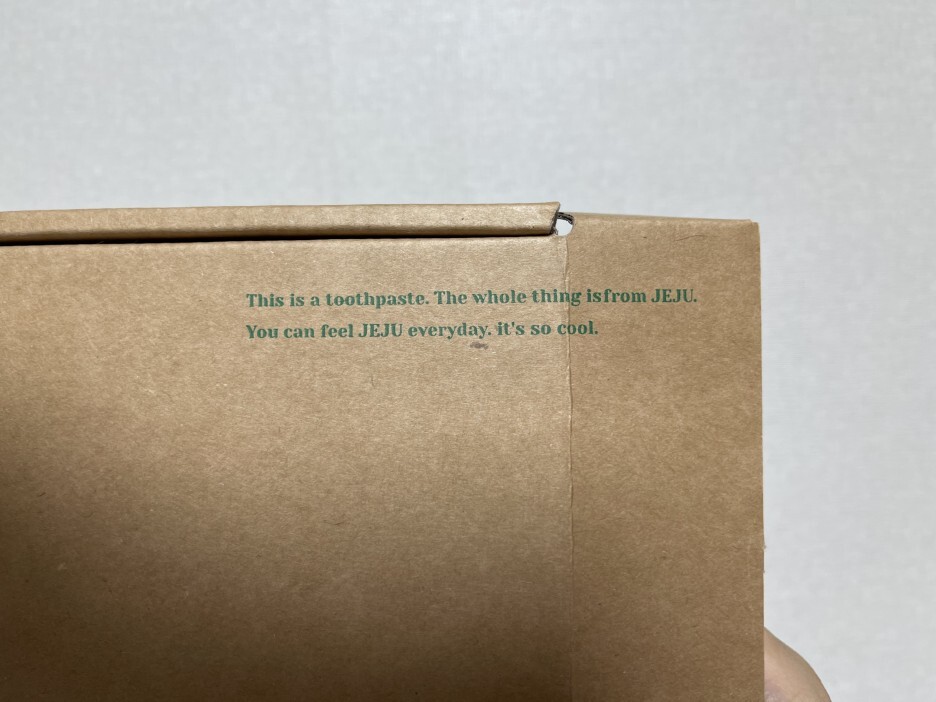 This is a toothpaste. The whole thing isfrom JEJU.
You can feel JEJU everyday. it's so cool.